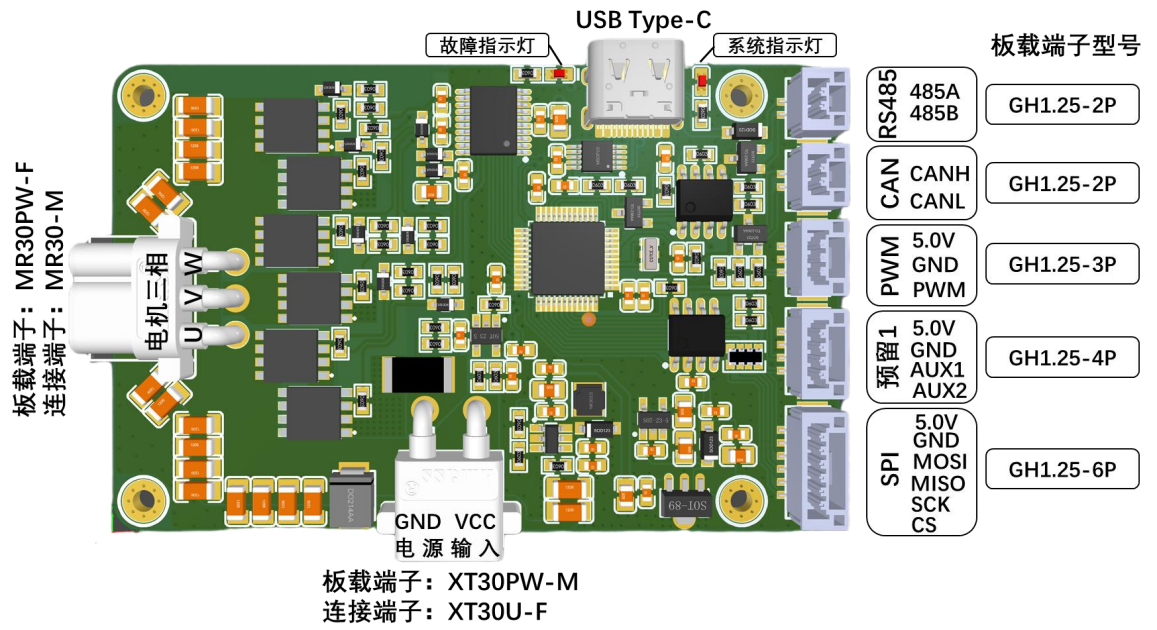 USB Type-C
故障指示灯
系统指示灯
板载端子型号
RS485
485A
485B
GH1.25-2P
CAN
CANH
CANL
GH1.25-2P
PWM
5.0V
GND
PWM
GH1.25-3P
预留1
5.0V
GND
AUX1
AUX2
GH1.25-4P
SPI
5.0V
GND
MOSI
MISO
SCK
CS
GH1.25-6P
板载端子：MR30PW-F
连接端子：MR30-M
电机三相
W
V
U
SOT-89
GND VCC
电源输入
板载端子：XT30PW-M
连接端子：XT30U-F